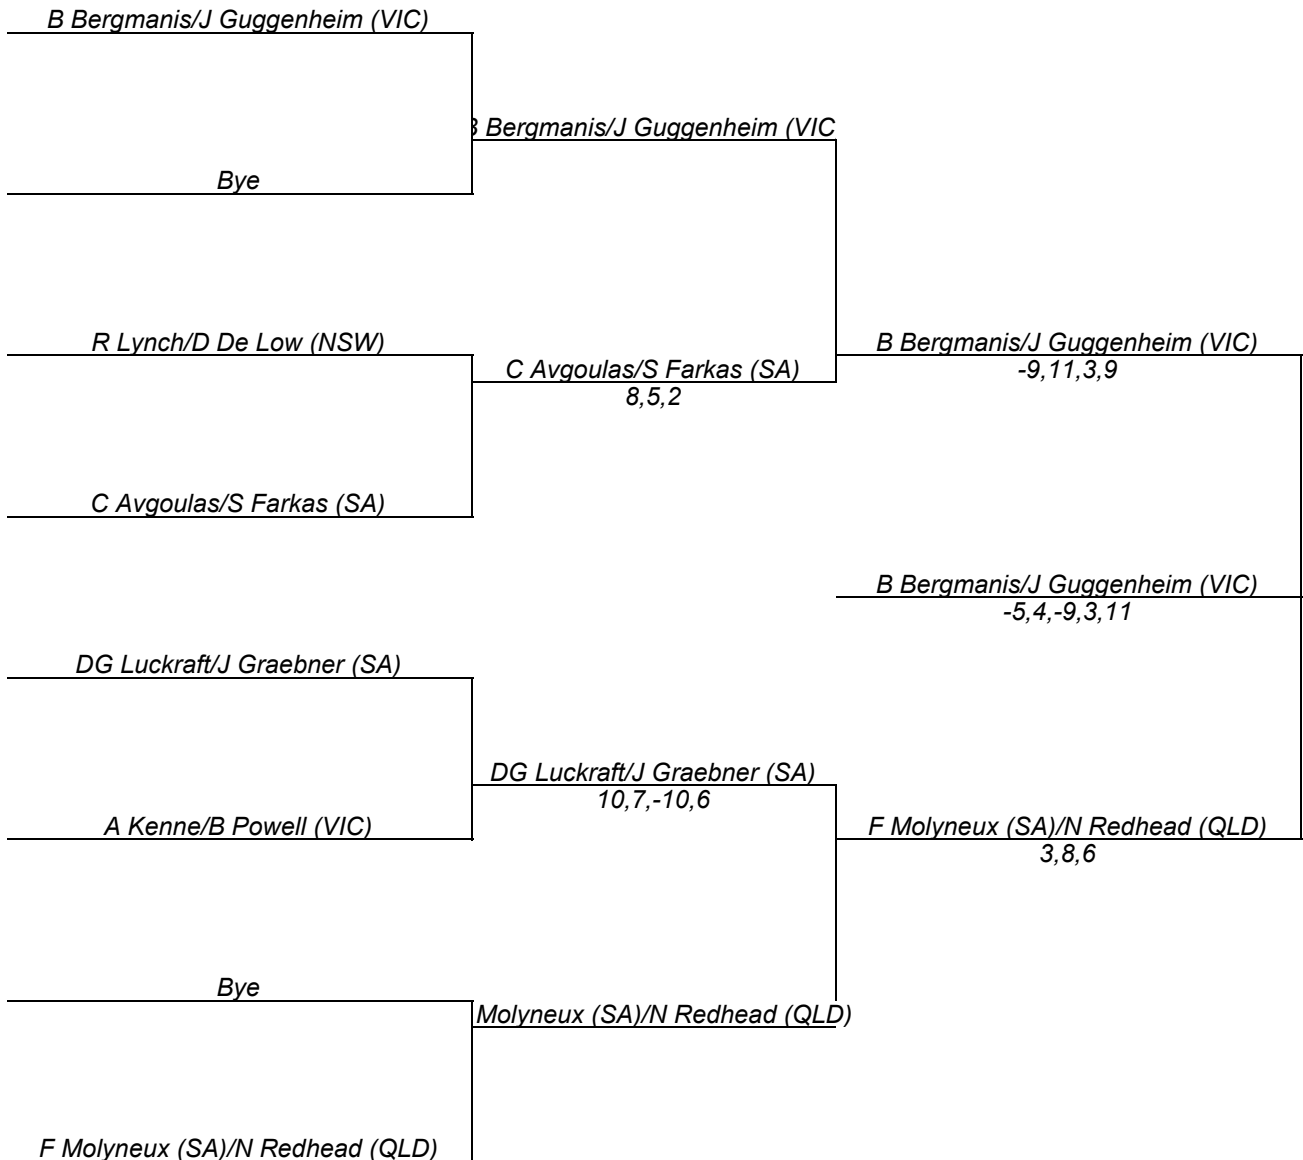 B Bergmanis/J Guggenheim (VIC)
B Bergmanis/J Guggenheim (VIC
Bye
R Lynch/D De Low (NSW)
B Bergmanis/J Guggenheim (VIC)
-9,11,3,9
C Avgoulas/S Farkas (SA)
8,5,2
C Avgoulas/S Farkas (SA)
B Bergmanis/J Guggenheim (VIC)
-5,4,-9,3,11
DG Luckraft/J Graebner (SA)
DG Luckraft/J Graebner (SA)
10,7,-10,6
A Kenne/B Powell (VIC)
F Molyneux (SA)/N Redhead (QLD)
3,8,6
Bye
Molyneux (SA)/N Redhead (QLD)
F Molyneux (SA)/N Redhead (QLD)